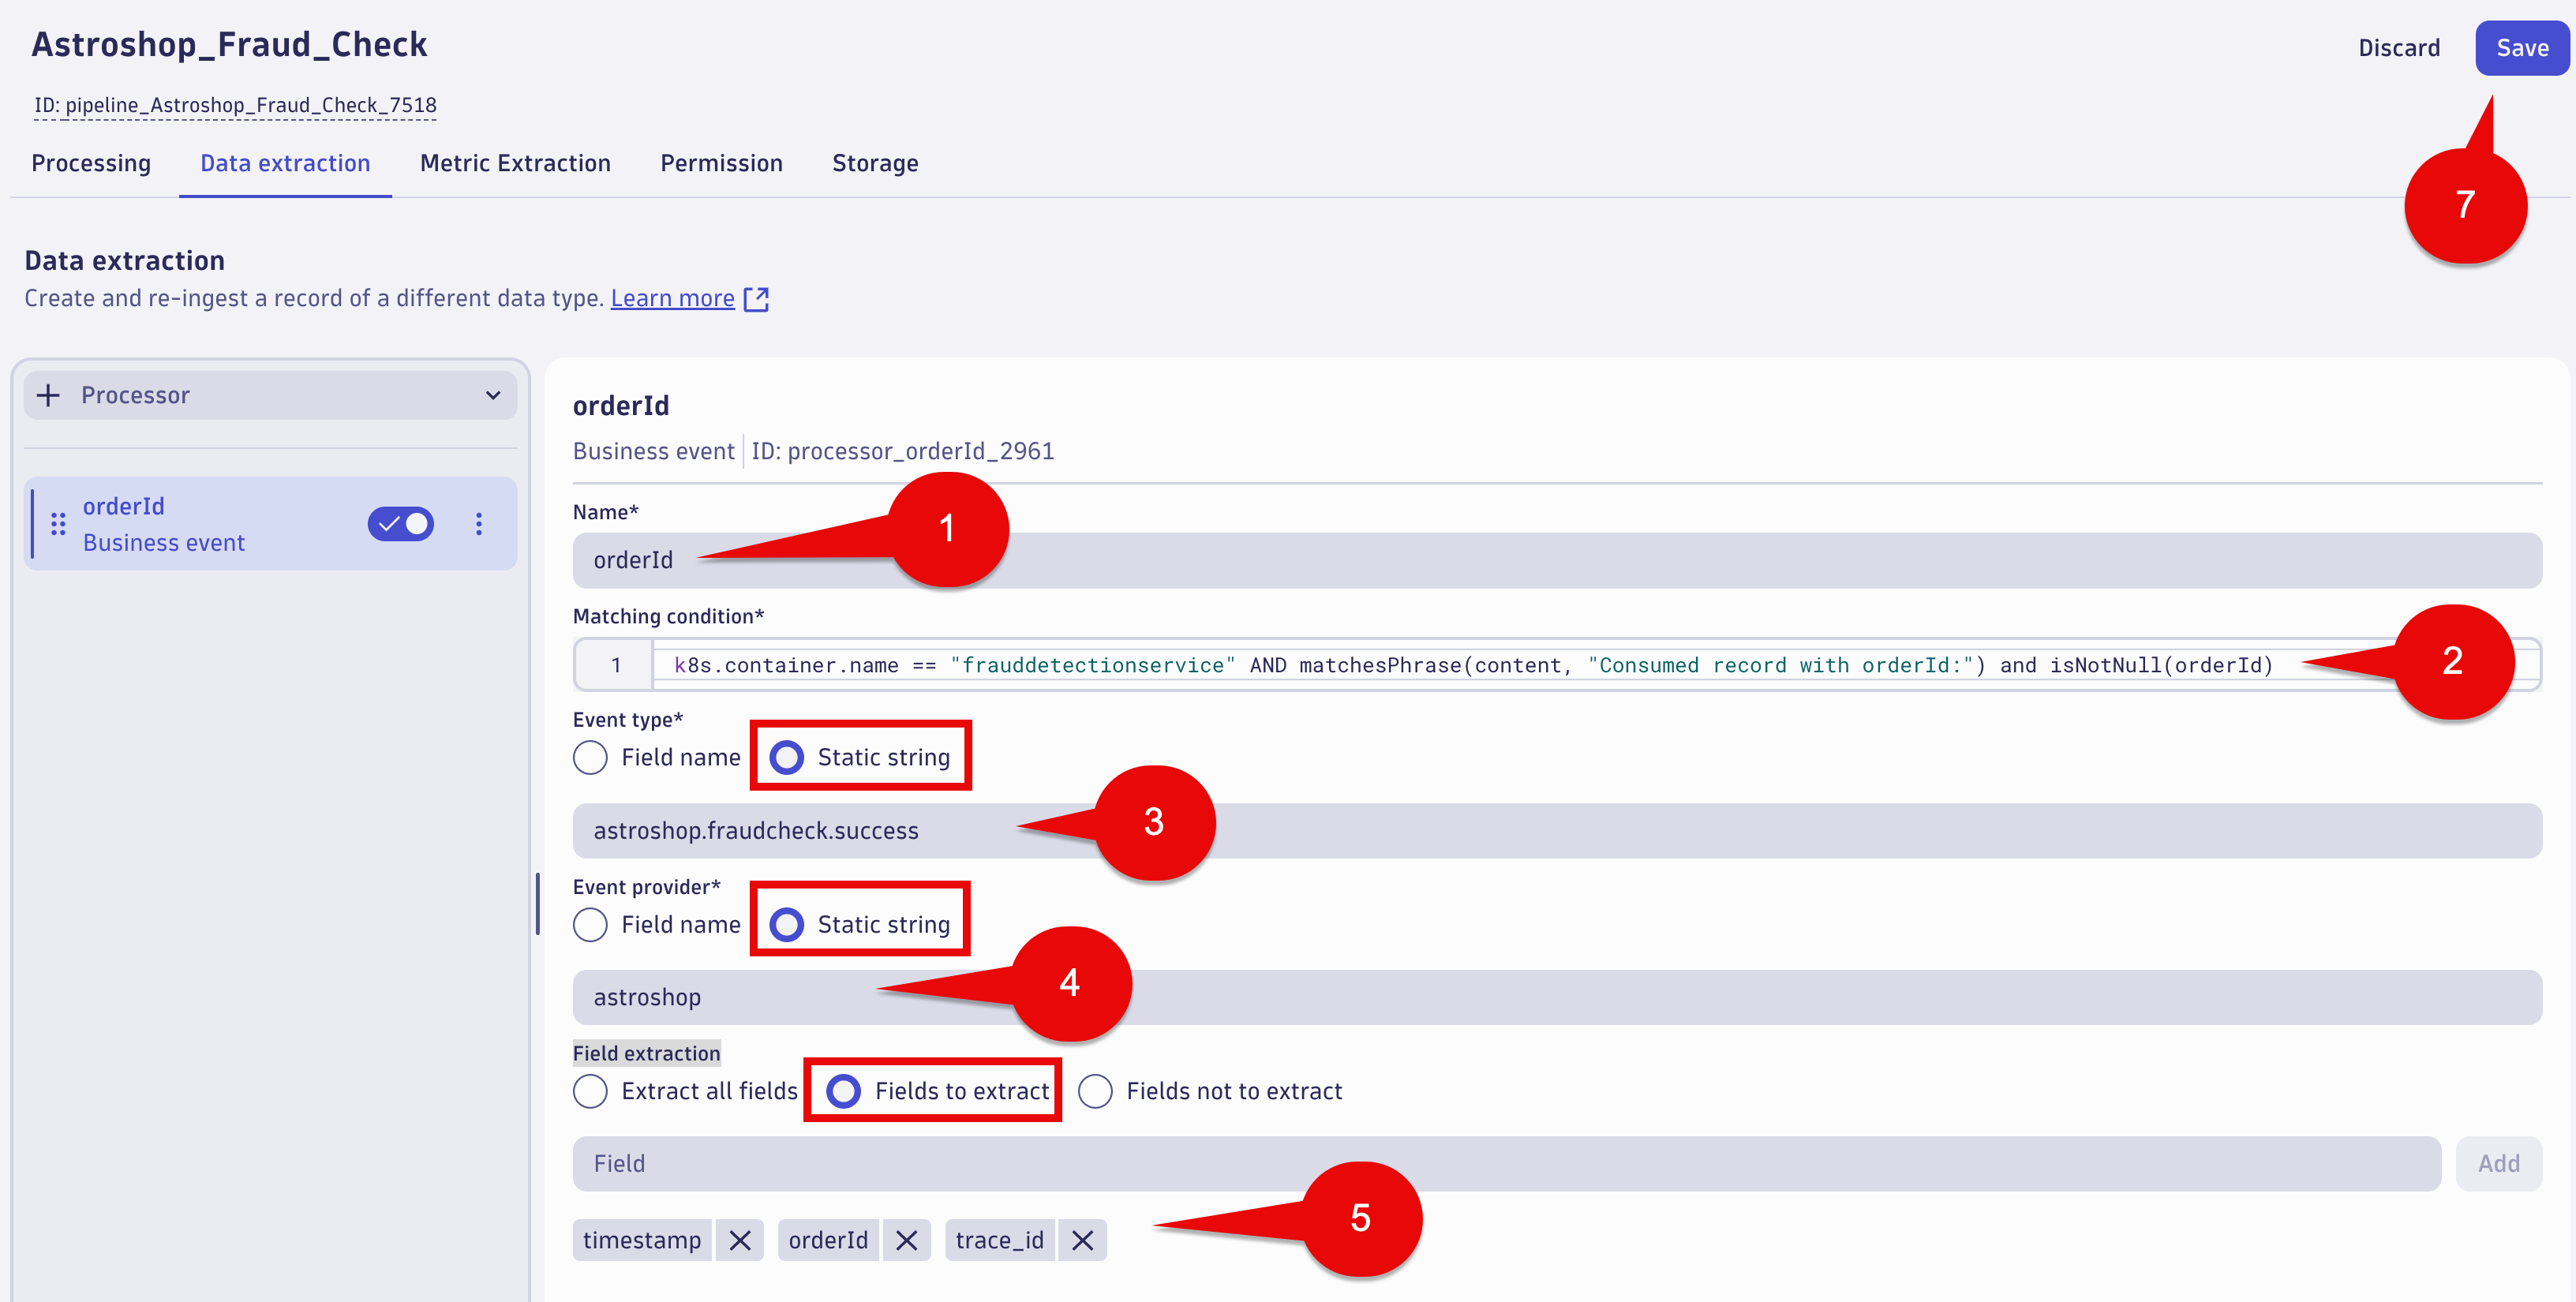 Astroshop_Fraud_Check
Discard
Save
ID: pipeline_Astroshop_Fraud_Check_7518
Processing
Data extraction
Metric Extraction
Permission
Storage
7
Data extraction
Create and re-ingest a record of a different data type. Learn more
Processor
orderId
Business event
orderId
Business event
ID: processor_orderId_2961
Name*
1
orderId
Matching condition*
1 k8s.container.name == "frauddetectionservice" AND matchesPhrase(content, "Consumed record with orderId:") and isNotNull(orderId)
2
Event type*
Field name
Static string
astroshop.fraudcheck.success
3
Event provider*
Field name
Static string
astroshop
4
Field extraction
Extract all fields
Fields to extract
Fields not to extract
Field
Add
timestamp
orderId
trace_id
5